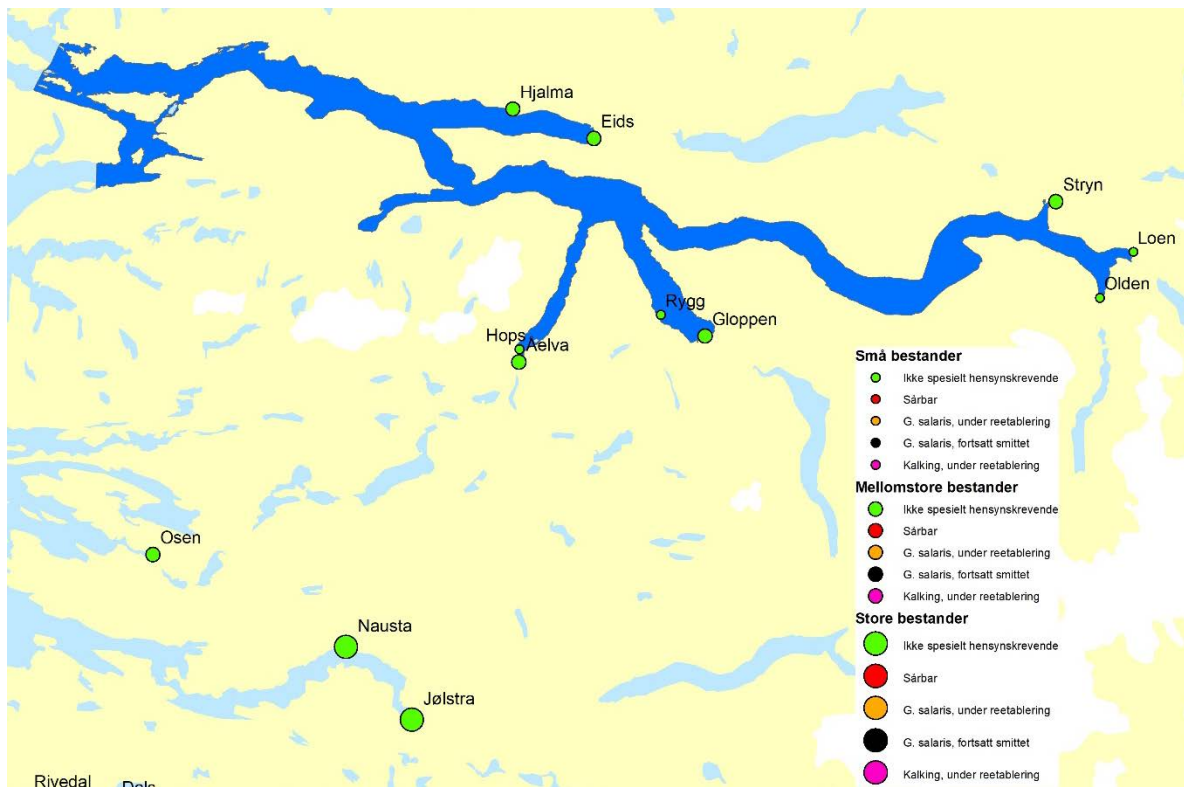 Hjalma
Eids
Stryn
Loen
Olden
Rygg
Gloppen
Hops
Aelva
Osen
Nausta
Jølstra
Rivedal
Små bestander
Ikke spesielt hensynskrevende
Sårbar
G. salaris, under reetablering
G. salaris, fortsatt smittet
Kalking, under reetablering
Mellomstore bestander
Ikke spesielt hensynskrevende
Sårbar
G. salaris, under reetablering
G. salaris, fortsatt smittet
Kalking, under reetablering
Store bestander
Ikke spesielt hensynskrevende
Sårbar
G. salaris, under reetablering
G. salaris, fortsatt smittet
Kalking, under reetablering